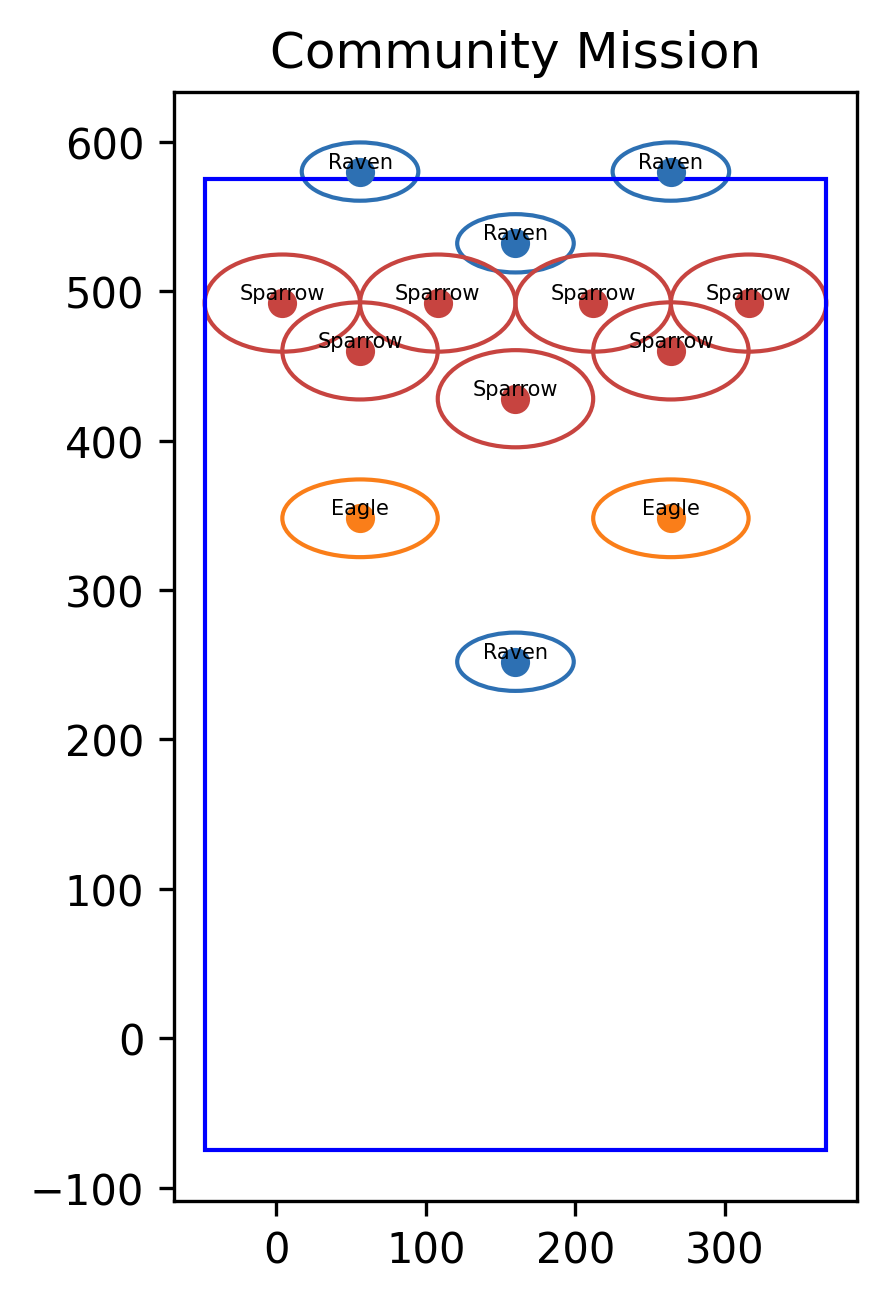 Community Mission
600
Raven Raven
Raven
500
Sparrow Sparrow Sparrow Sparrow
Sparrow Sparrow
Sparrow
400
Eagle Eagle
300
Raven
200
100
0
−100
0 100 200 300